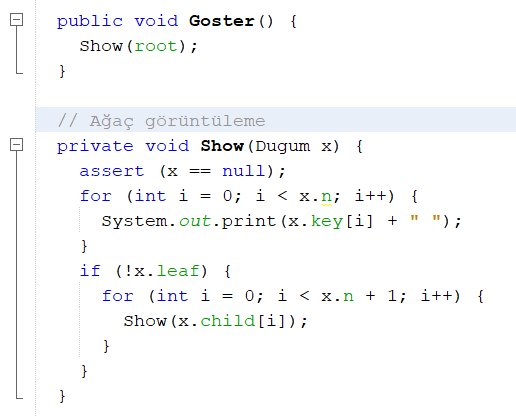 public void Goster() {
Show(root);
}
// Ağaç görüntüleme
private void Show(Dugum x) {
assert (x == null);
for (int i = 0; i < x.n; i++) {
System.out.print(x.key[i] + " ");
}
if (!x.leaf) {
for (int i = 0; i < x.n + 1; i++) {
Show(x.child[i]);
}
}
}